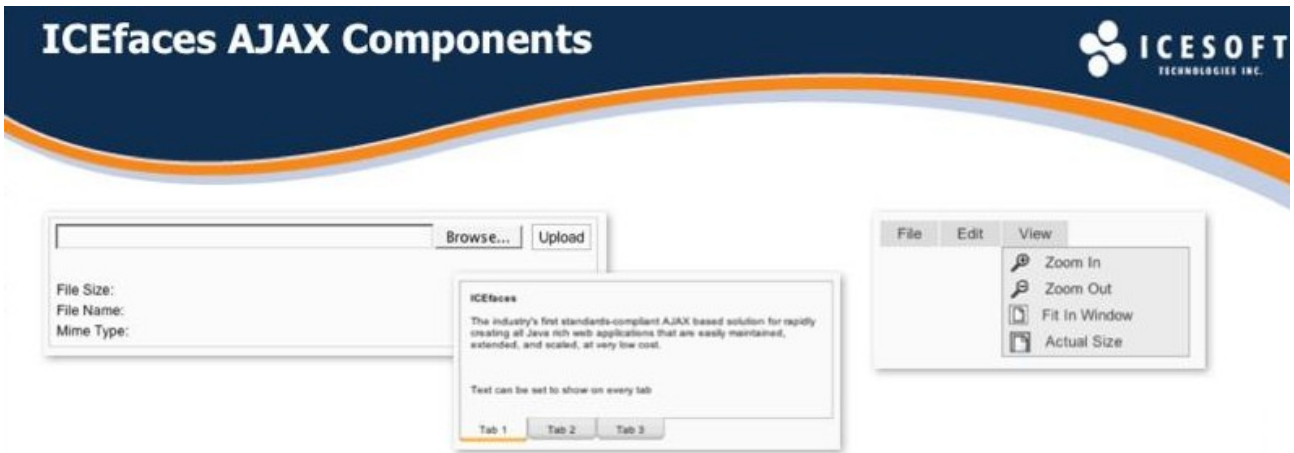 ICEfaces AJAX Components
ICESOFT
TECHNOLOGIES INC.
Browse... Upload
File Size:
File Name:
Mime Type:
ICEfaces
The industry's first standards-compliant AJAX based solution for rapidly
creating all Java rich web applications that are easily maintained,
extended, and scaled, at very low cost.
Text can be set to show on every tab
Tab 1 Tab 2 Tab 3
File Edit View
Zoom In
Zoom Out
Fit In Window
Actual Size